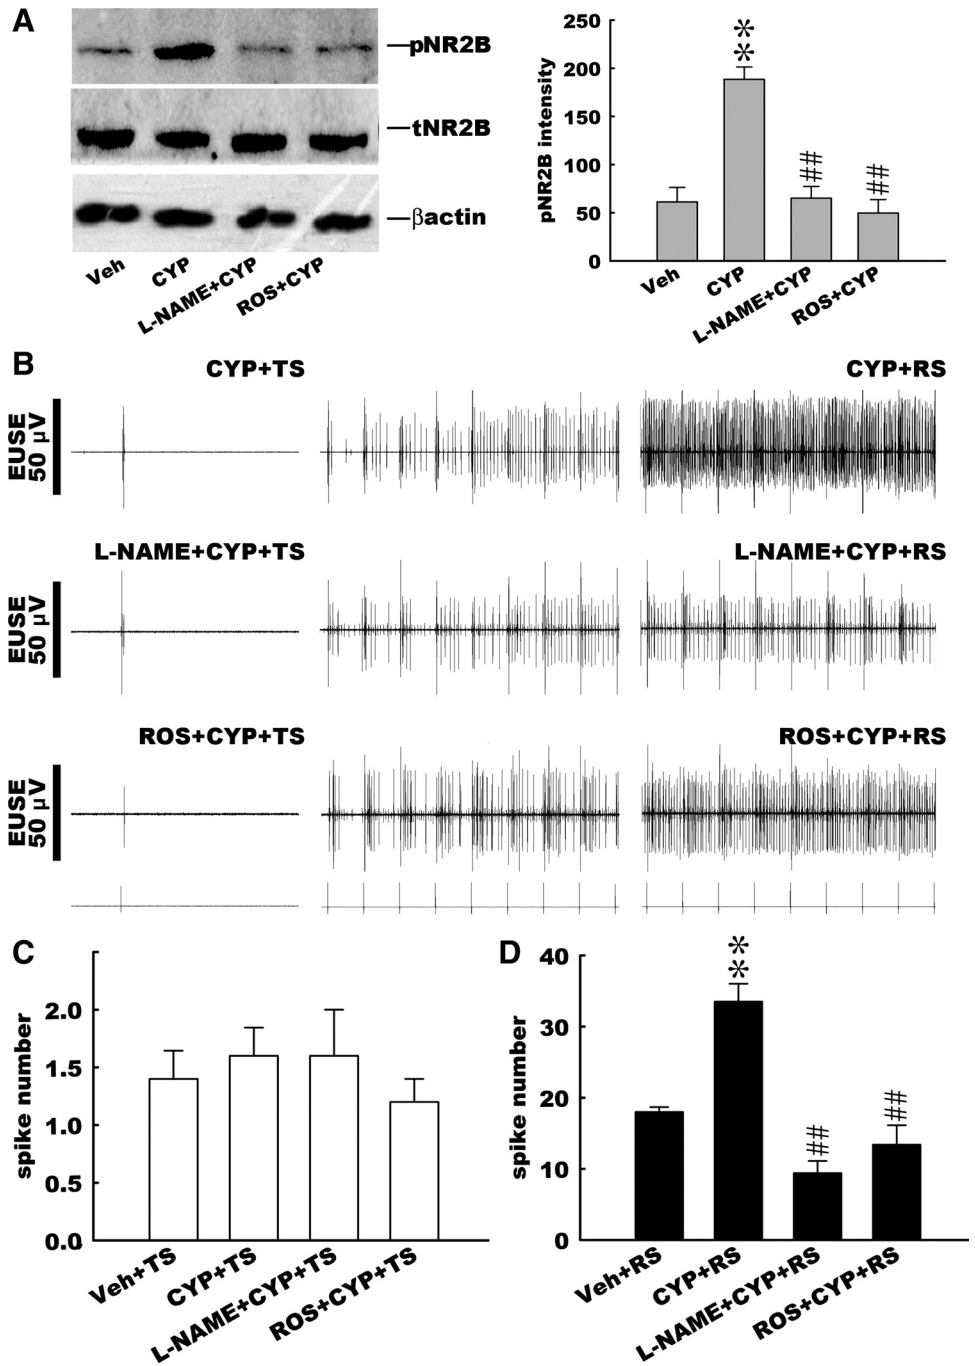 A
pNR2B
tNR2B
βactin
Veh
CYP
L-NAME+CYP
ROS+CYP
pNR2B intensity
250
200
150
100
50
0
**
##
##
Veh
CYP
L-NAME+CYP
ROS+CYP
B
CYP+TS
CYP+RS
EUSE
50 µV
L-NAME+CYP+TS
L-NAME+CYP+RS
EUSE
50 µV
ROS+CYP+TS
ROS+CYP+RS
EUSE
50 µV
C
spike number
2.0
1.5
1.0
0.5
0.0
Veh+TS
CYP+TS
L-NAME+CYP+TS
ROS+CYP+TS
D
spike number
40
30
20
10
0
**
##
##
Veh+RS
CYP+RS
L-NAME+CYP+RS
ROS+CYP+RS